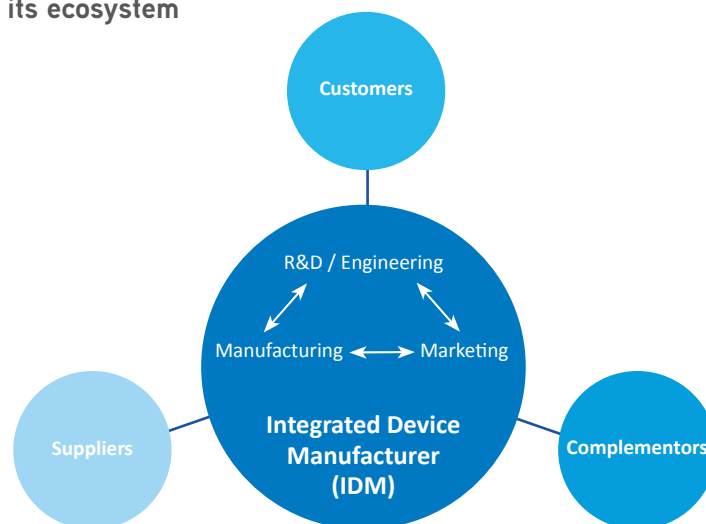 its ecosystem
Customers
R&D / Engineering
Manufacturing
Marketing
Integrated Device
Manufacturer
(IDM)
Suppliers
Complementors